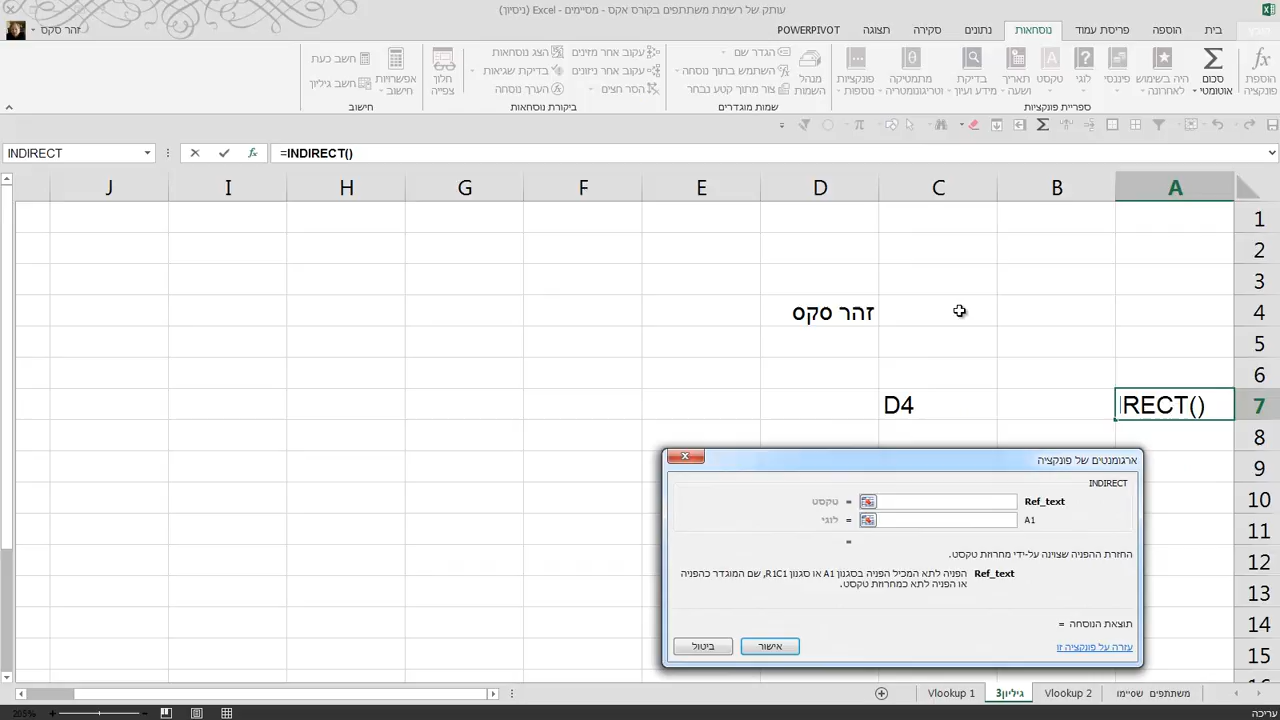 עותק של רשימת משתתפים בקורס אקס - מסיימים - Excel (ניסיון)
זהר סקס
בית
הוספה
פריסת עמוד
נוסחאות
נתונים
סקירה
תצוגה
POWERPIVOT
הוספת פונקציה
סכום אוטומטי
היה בשימוש לאחרונה
פיננסי
לוגי
טקסט
תאריך ושעה
בדיקת מידע ועיון
מתמטיקה וטריגונומטריה
פונקציות נוספות
ספריית פונקציות
מנהל השמות
הגדר שם
השתמש בתוך נוסחה
צור מתוך קטע נבחר
שמות מוגדרים
עקוב אחר מזינים
עקוב אחר ניזונים
הסר חצים
הצג נוסחאות
בדיקת שגיאות
הערך נוסחה
ביקורת נוסחאות
חלון צפייה
אפשרויות חישוב
חשב כעת
חשב גיליון
חישוב
INDIRECT
=INDIRECT()
J I H G F E D C B A
1
2
3
4
זהר סקס
5
6
7
D4
RECT()
8
9
10
11
12
13
14
15
ארגומנטים של פונקציה
INDIRECT
Ref_text = טקסט
A1 = לוגי
=
החזרת ההפניה שצוינה על-ידי מחרוזת טקסט.
Ref_text הפניה לתא המכיל הפניה בסגנון A1 או סגנון R1C1, שם המוגדר כהפניה
או הפניה לתא כמחרוזת טקסט.
תוצאת הנוסחה =
עזרה על פונקציה זו
אישור
ביטול
משתתפים שסיימו
Vlookup 2
גיליון3
Vlookup 1
עריכה
205%